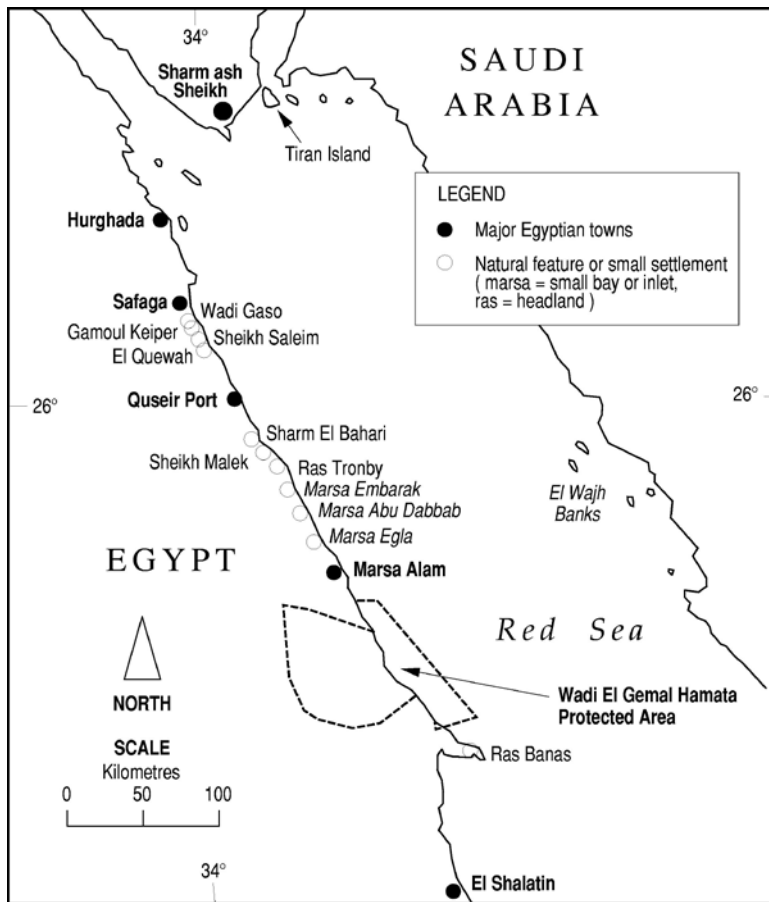 34°
SAUDI
ARABIA
Sharm ash
Sheikh
Tiran Island
LEGEND
Major Egyptian towns
Natural feature or small settlement
( marsa = small bay or inlet,
ras = headland )
Hurghada
Safaga
Wadi Gaso
Gamoul Keiper
Sheikh Saleim
El Quewah
Quseir Port
26°
26°
Sharm El Bahari
Sheikh Malek
Ras Tronby
Marsa Embarak
El Wajh
Banks
Marsa Abu Dabbab
Marsa Egla
EGYPT
Marsa Alam
Red Sea
NORTH
Wadi El Gemal Hamata
Protected Area
SCALE
Kilometres
0 50 100
Ras Banas
34°
El Shalatin